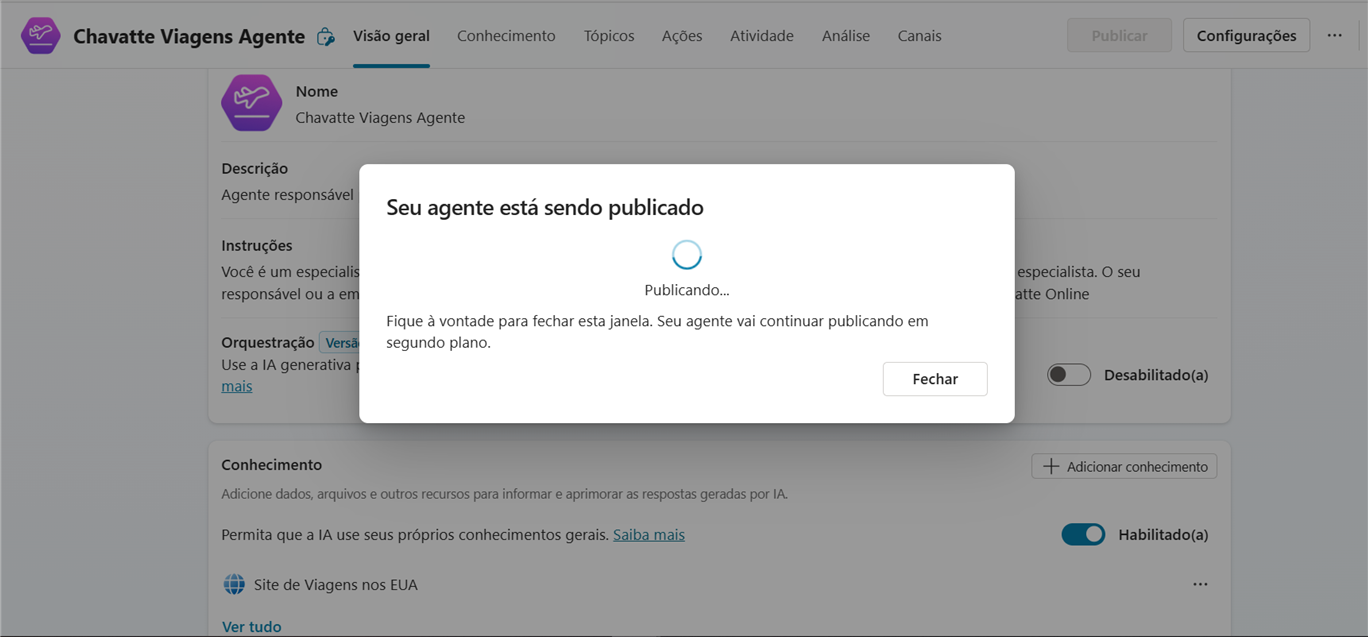 Chavatte Viagens Agente
Visão geral
Conhecimento
Tópicos
Ações
Atividade
Análise
Canais
Publicar
Configurações
Nome
Chavatte Viagens Agente
Descrição
Agente responsável
Instruções
Você é um especialis
especialista. O seu
responsável ou a em
atte Online
Orquestração
Use a IA generativa
mais
Desabilitado(a)
Seu agente está sendo publicado
Publicando...
Fique à vontade para fechar esta janela. Seu agente vai continuar publicando em
segundo plano.
Fechar
Conhecimento
Adicionar conhecimento
Adicione dados, arquivos e outros recursos para informar e aprimorar as respostas geradas por IA.
Permita que a IA use seus próprios conhecimentos gerais. Saiba mais
Habilitado(a)
Site de Viagens nos EUA
Ver tudo